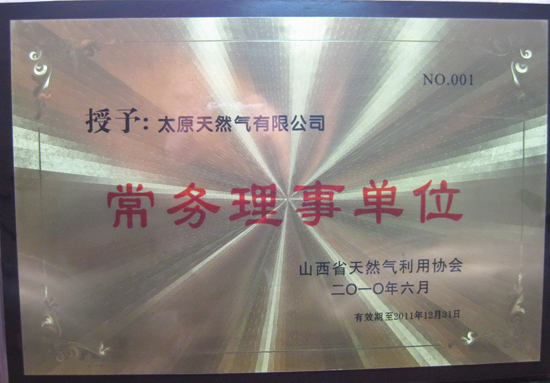 NO.001
授予:太原天然气有限公司
常务理事单位
山西省天然气利用协会
二〇一〇年六月
有效期至2011年12月31日